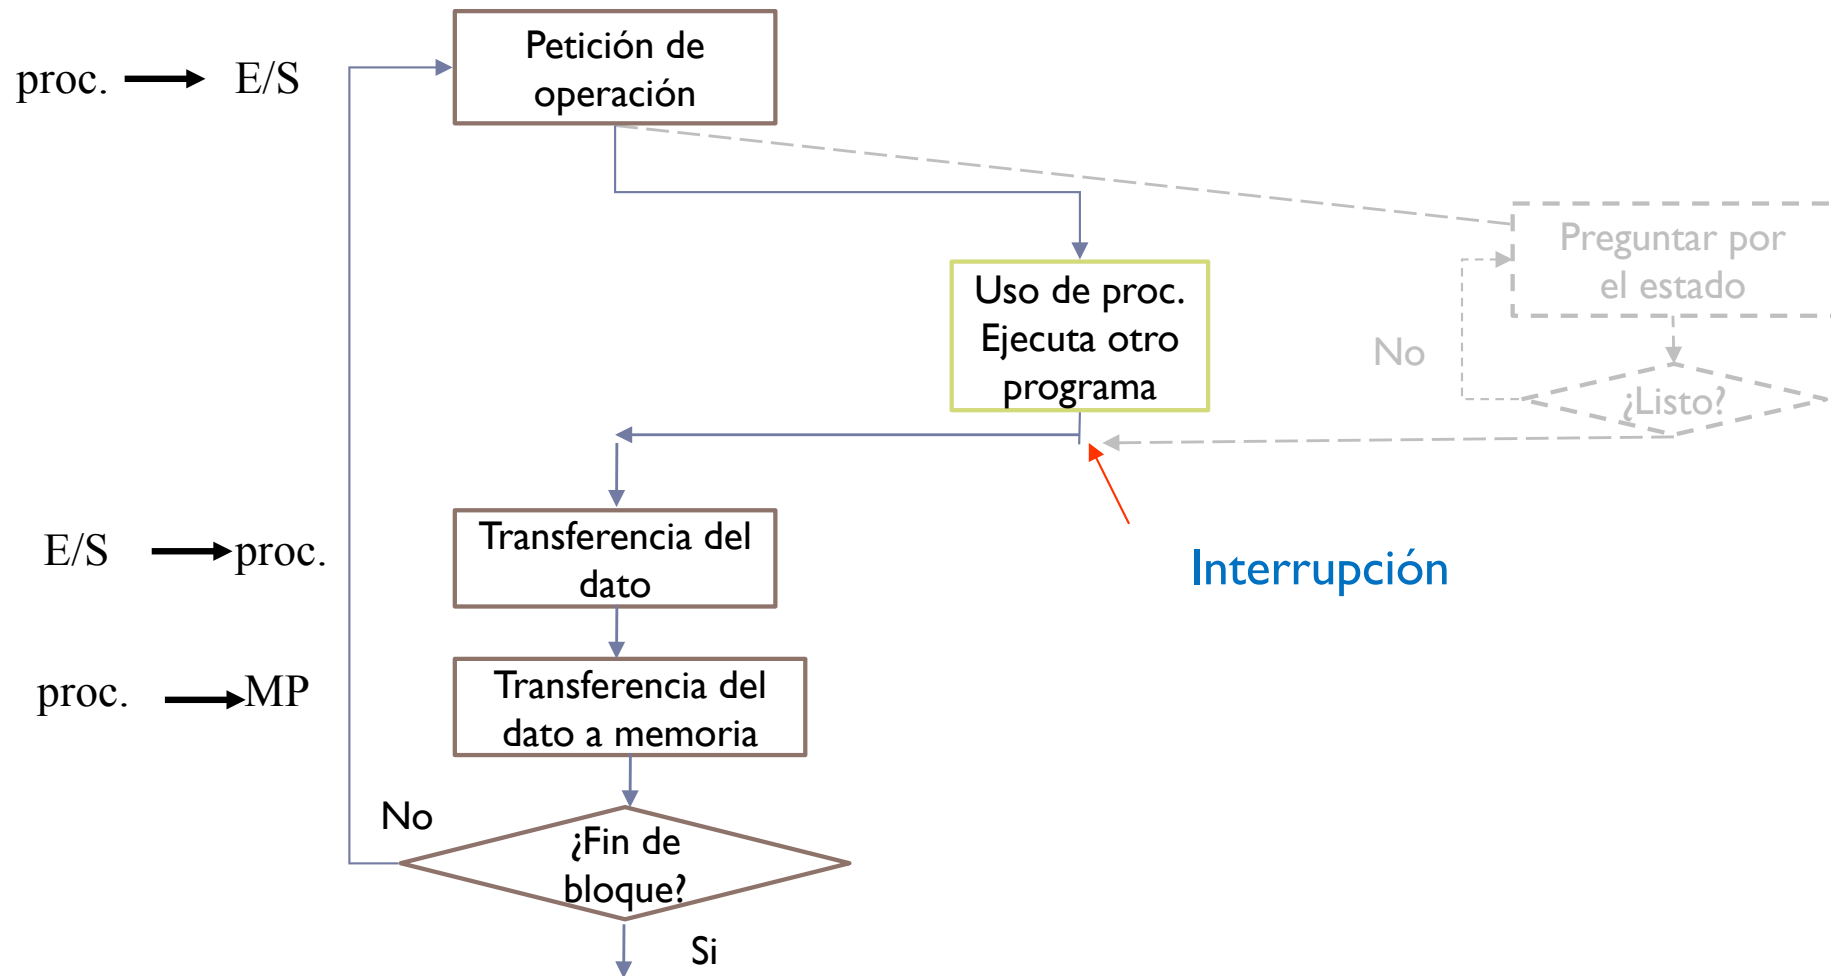 Petición de
operación
proc. E/S
Uso de proc.
Ejecuta otro
programa
Preguntar por
el estado
No
¿Listo?
Interrupción
E/S proc.
Transferencia del
dato
proc. MP
Transferencia del
dato a memoria
No
¿Fin de
bloque?
Si